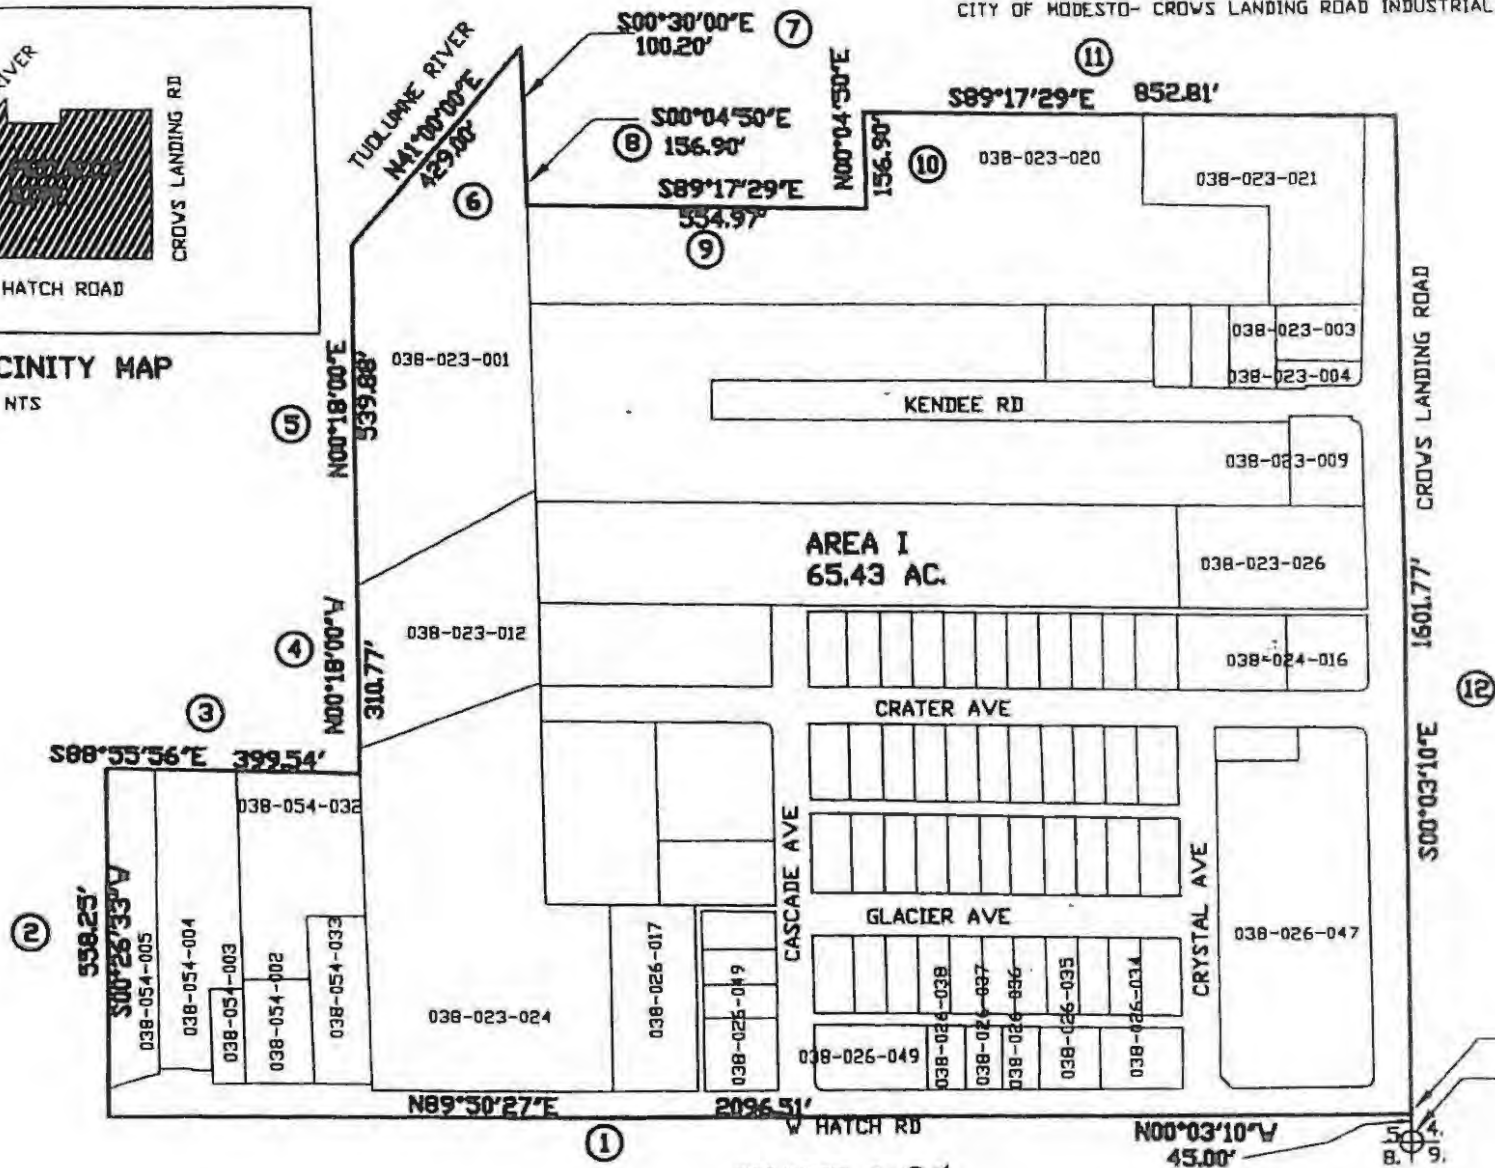 CITY OF MODESTO- CROWS LANDING ROAD INDUSTRIAL
RIVER
CROWS LANDING RD
HATCH ROAD
CINITY MAP
NTS
TUOLUMNE RIVER
N41°00'00"E
429.00'
6
S00°30'00"E
100.20'
7
S00°04'50"E
156.90'
8
S89°17'29"E
554.97'
9
N00°04'50"E
156.90'
10
11
S89°17'29"E 852.81'
038-023-020
038-023-021
038-023-001
038-023-003
038-023-004
KENDEE RD
038-023-009
N00°18'00"E
539.88'
5
AREA I
65.43 AC.
038-023-026
CROWS LANDING ROAD
1601.77'
S00°03'10"E
12
038-023-012
038-024-016
4
N00°18'00"W
310.77'
CRATER AVE
3
S88°55'56"E 399.54'
038-054-032
CASCADE AVE
GLACIER AVE
CRYSTAL AVE
038-026-047
2
558.25'
S00°26'33"W
038-054-005
038-054-004
038-054-003
038-054-002
038-054-033
038-023-024
038-026-017
038-026-049
038-026-049
038-026-038
038-026-037
038-026-036
038-026-035
038-026-034
N89°50'27"E 2096.51'
1
W HATCH RD
N00°03'10"W
45.00'
5. 4.
8. 9.